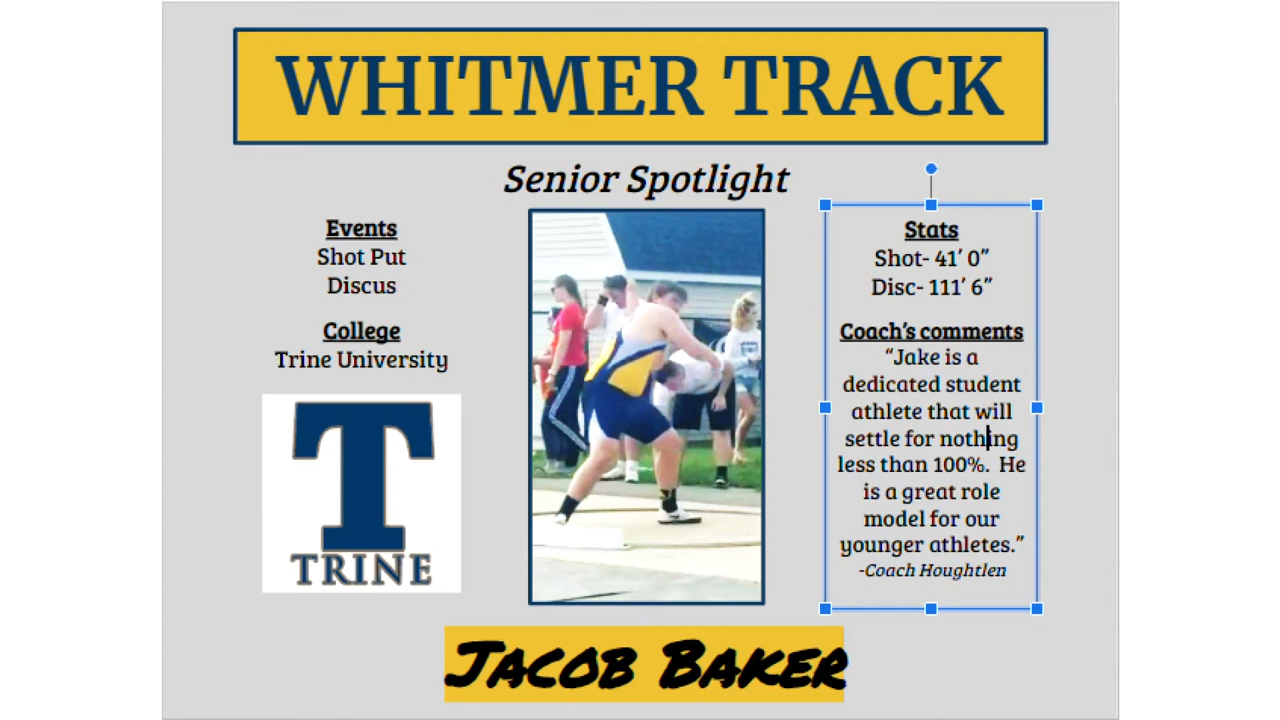 WHITMER TRACK
Senior Spotlight
Events
Shot Put
Discus
College
Trine University
T
TRINE
Stats
Shot- 41’ 0”
Disc- 111’ 6”
Coach’s comments
“Jake is a
dedicated student
athlete that will
settle for nothing
less than 100%.  He
is a great role
model for our
younger athletes.”
-Coach Houghtlen
JACOB BAKER